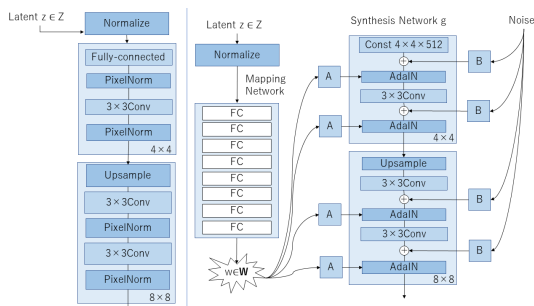 Latent z ∈ Z
Normalize
Fully-connected
PixelNorm
3×3Conv
PixelNorm
4×4
Upsample
3×3Conv
PixelNorm
3×3Conv
PixelNorm
8×8
Latent z ∈ Z
Normalize
Mapping
Network
FC
FC
FC
FC
FC
FC
FC
FC
w∈W
A
A
A
A
Synthesis Network g
Const 4×4×512
AdaIN
3×3Conv
AdaIN
4×4
Upsample
3×3Conv
AdaIN
3×3Conv
AdaIN
8×8
Noise
B
B
B
B